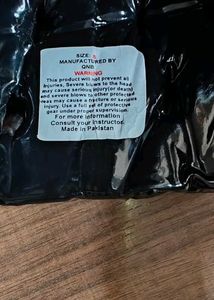 SIZE:
MANUFACTURED BY
QNB
WARNING
This product will not prevent all
injuries, Severe blows to the head
may cause serious injury(or death)
and severe blows to other protected
areas may cause a fracture or serious
injury. Use a full set of protective
gear under proper supervision.
For more information
Consult your instructor.
Made in Pakistan